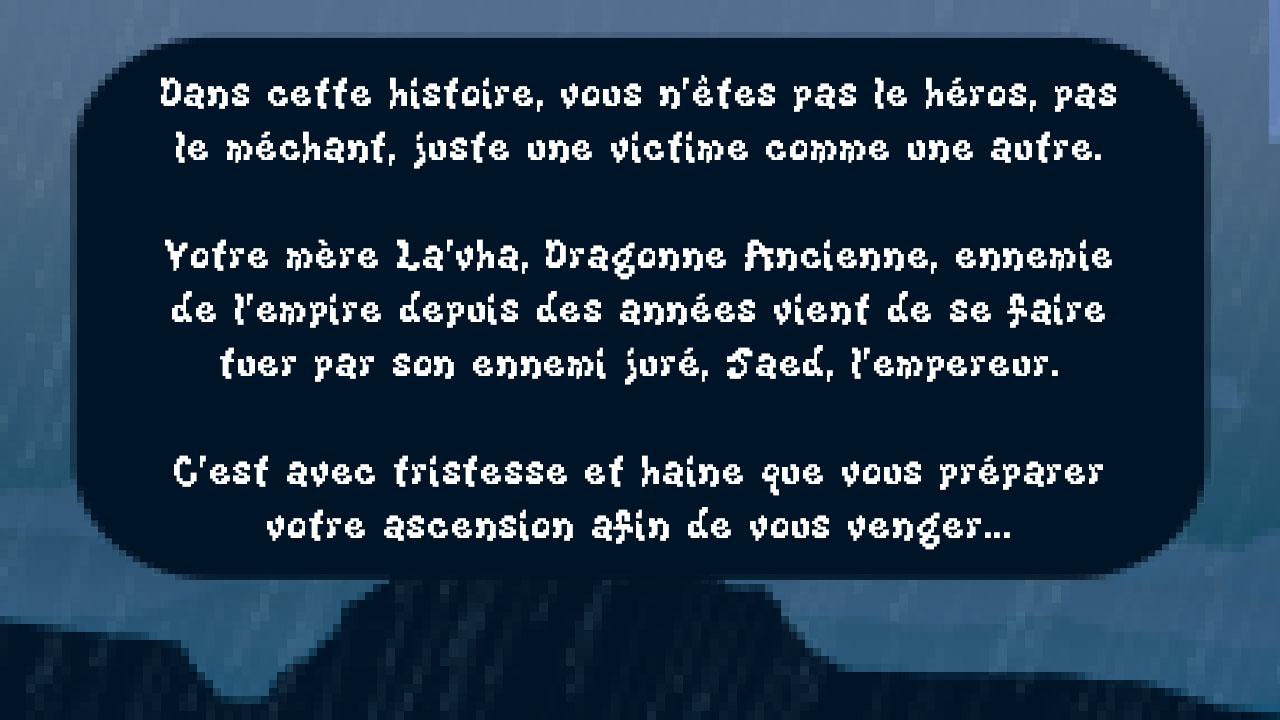 Dans cette histoire, vous n'êtes pas le héros, pas
le méchant, juste une victime comme une autre.
Votre mère La'vha, Dragonne Ancienne, ennemie
de l'empire depuis des années vient de se faire
tuer par son ennemi juré, Saed, l'empereur.
C'est avec tristesse et haine que vous préparer
votre ascension afin de vous venger...